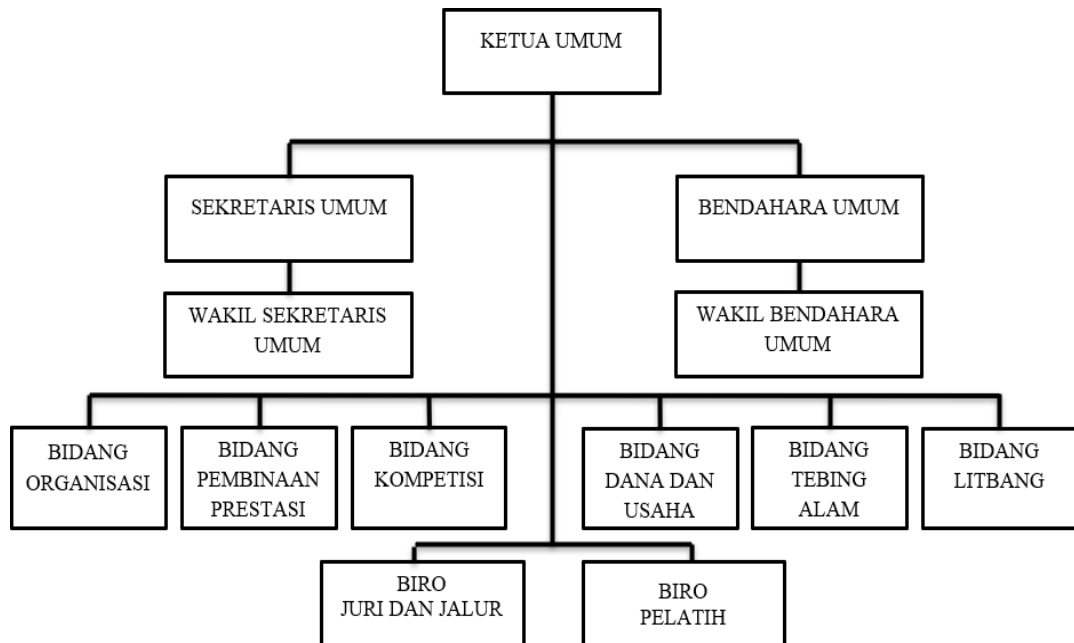 KETUA UMUM
SEKRETARIS UMUM
BENDAHARA UMUM
WAKIL SEKRETARIS
UMUM
WAKIL BENDAHARA
UMUM
BIDANG
ORGANISASI
BIDANG
PEMBINAAN
PRESTASI
BIDANG
KOMPETISI
BIDANG
DANA DAN
USAHA
BIDANG
TEBING
ALAM
BIDANG
LITBANG
BIRO
JURI DAN JALUR
BIRO
PELATIH